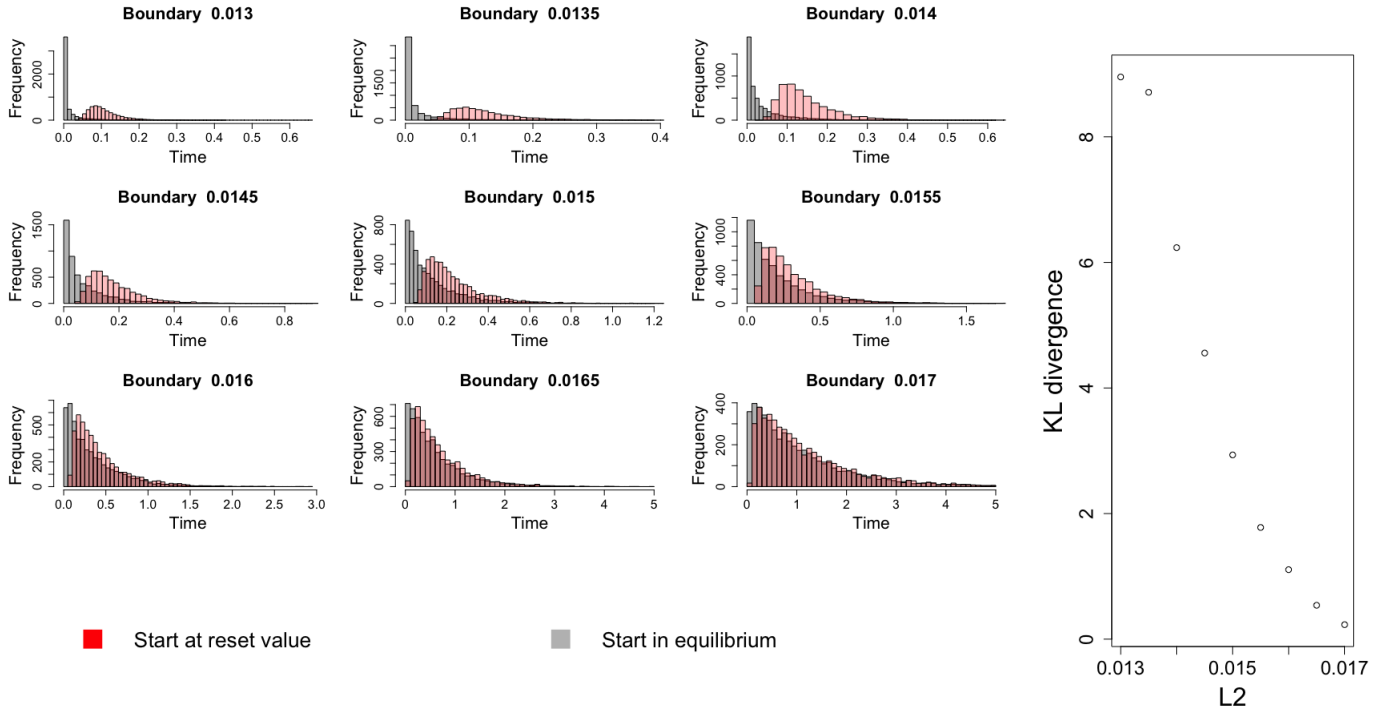 Boundary 0.013
Frequency
0 2000
0.0 0.1 0.2 0.3 0.4 0.5 0.6
Time
Boundary 0.0135
Frequency
0 1500
0.0 0.1 0.2 0.3 0.4
Time
Boundary 0.014
Frequency
0 1000
0.0 0.1 0.2 0.3 0.4 0.5 0.6
Time
Boundary 0.0145
Frequency
0 500 1500
0.0 0.2 0.4 0.6 0.8
Time
Boundary 0.015
Frequency
0 400 800
0.0 0.2 0.4 0.6 0.8 1.0 1.2
Time
Boundary 0.0155
Frequency
0 400 1000
0.0 0.5 1.0 1.5
Time
Boundary 0.016
Frequency
0 200 500
0.0 0.5 1.0 1.5 2.0 2.5 3.0
Time
Boundary 0.0165
Frequency
0 300 600
0 1 2 3 4 5
Time
Boundary 0.017
Frequency
0 200 400
0 1 2 3 4 5
Time
Start at reset value
Start in equilibrium
KL divergence
0 2 4 6 8
0.013 0.015 0.017
L2